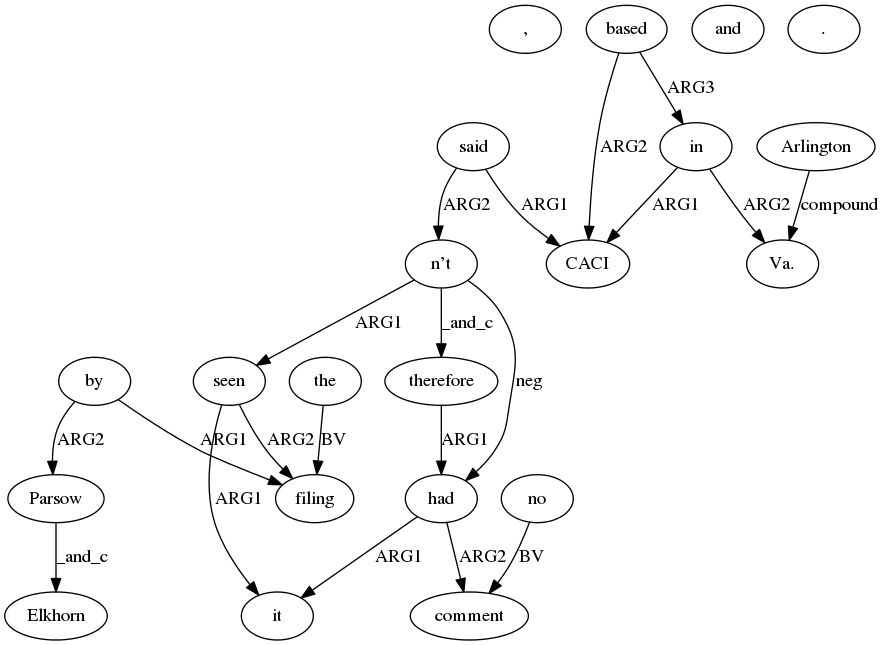 , based and .
ARG3
said in Arlington
ARG2
ARG2 ARG1 ARG1 ARG2 compound
n't CACI Va.
ARG1 _and_c
by seen the therefore neg
ARG2 ARG1 ARG2 BV ARG1
Parsow filing had no
ARG1
_and_c ARG1 ARG2 BV
Elkhorn it comment